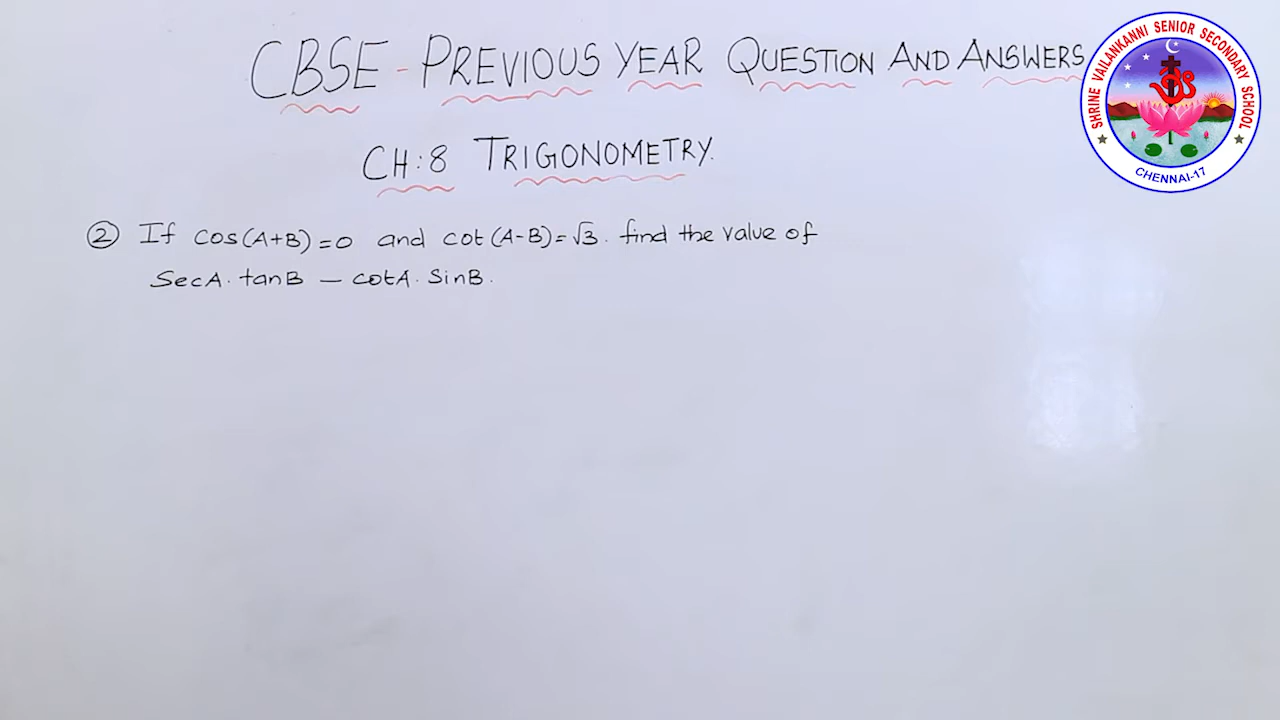 CBSE - PREVIOUS YEAR QUESTION AND ANSWERS
SHRINE VAILANKANNI SENIOR SECONDARY SCHOOL
CHENNAI-17
CH:8 TRIGONOMETRY.
② If cos(A+B)=0 and cot(A-B)=√3. find the value of
SecA. tanB — cotA. SinB.